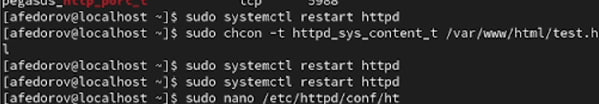 pegasus_http_port_t tcp 5988
[afedorov@localhost ~]$ sudo systemctl restart httpd
[afedorov@localhost ~]$ sudo chcon -t httpd_sys_content_t /var/www/html/test.h
l
[afedorov@localhost ~]$ sudo systemctl restart httpd
[afedorov@localhost ~]$ sudo systemctl restart httpd
[afedorov@localhost ~]$ sudo nano /etc/httpd/conf/ht